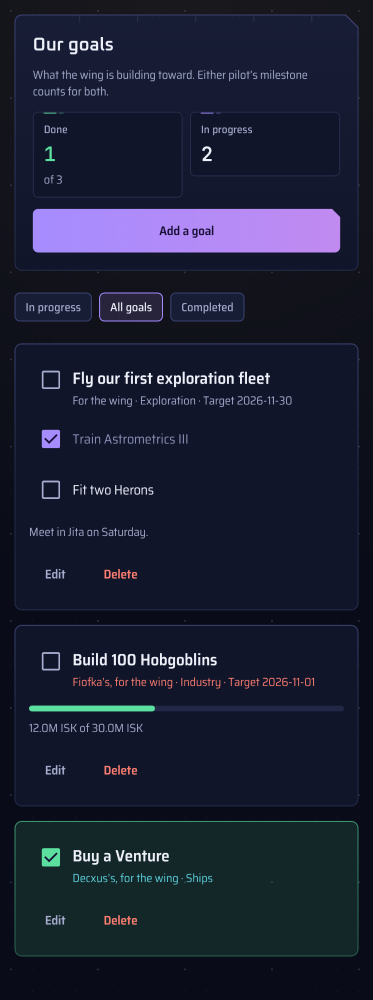 Our goals
What the wing is building toward. Either pilot's milestone
counts for both.
Done
1
of 3
In progress
2
Add a goal
In progress
All goals
Completed
Fly our first exploration fleet
For the wing · Exploration · Target 2026-11-30
Train Astrometrics III
Fit two Herons
Meet in Jita on Saturday.
Edit
Delete
Build 100 Hobgoblins
Fiofka's, for the wing · Industry · Target 2026-11-01
12.0M ISK of 30.0M ISK
Edit
Delete
Buy a Venture
Decxus's, for the wing · Ships
Edit
Delete